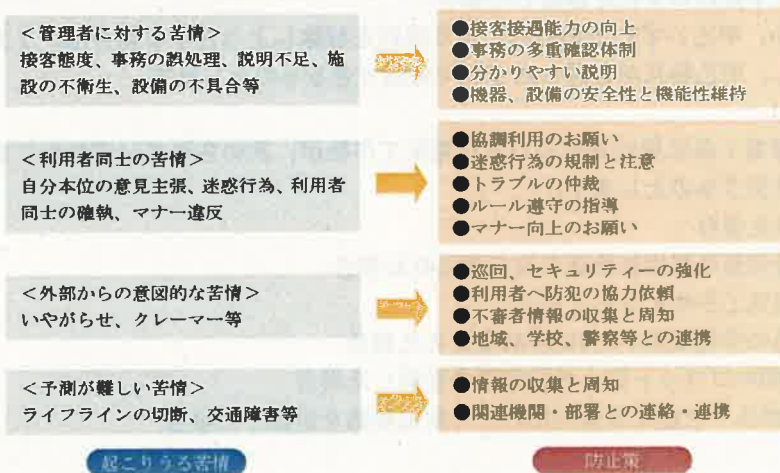 ＜管理者に対する苦情＞
接客態度、事務の誤処理、説明不足、施
設の不衛生、設備の不具合等
●接客接遇能力の向上
●事務の多重確認体制
●分かりやすい説明
●機器、設備の安全性と機能性維持
＜利用者同士の苦情＞
自分本位の意見主張、迷惑行為、利用者
同士の確執、マナー違反
●協調利用のお願い
●迷惑行為の規制と注意
●トラブルの仲裁
●ルール遵守の指導
●マナー向上のお願い
＜外部からの意図的な苦情＞
いやがらせ、クレーマー等
●巡回、セキュリティーの強化
●利用者へ防犯の協力依頼
●不審者情報の収集と周知
●地域、学校、警察等との連携
＜予測が難しい苦情＞
ライフラインの切断、交通障害等
●情報の収集と周知
●関連機関・部署との連絡・連携
起こりうる苦情
防止策